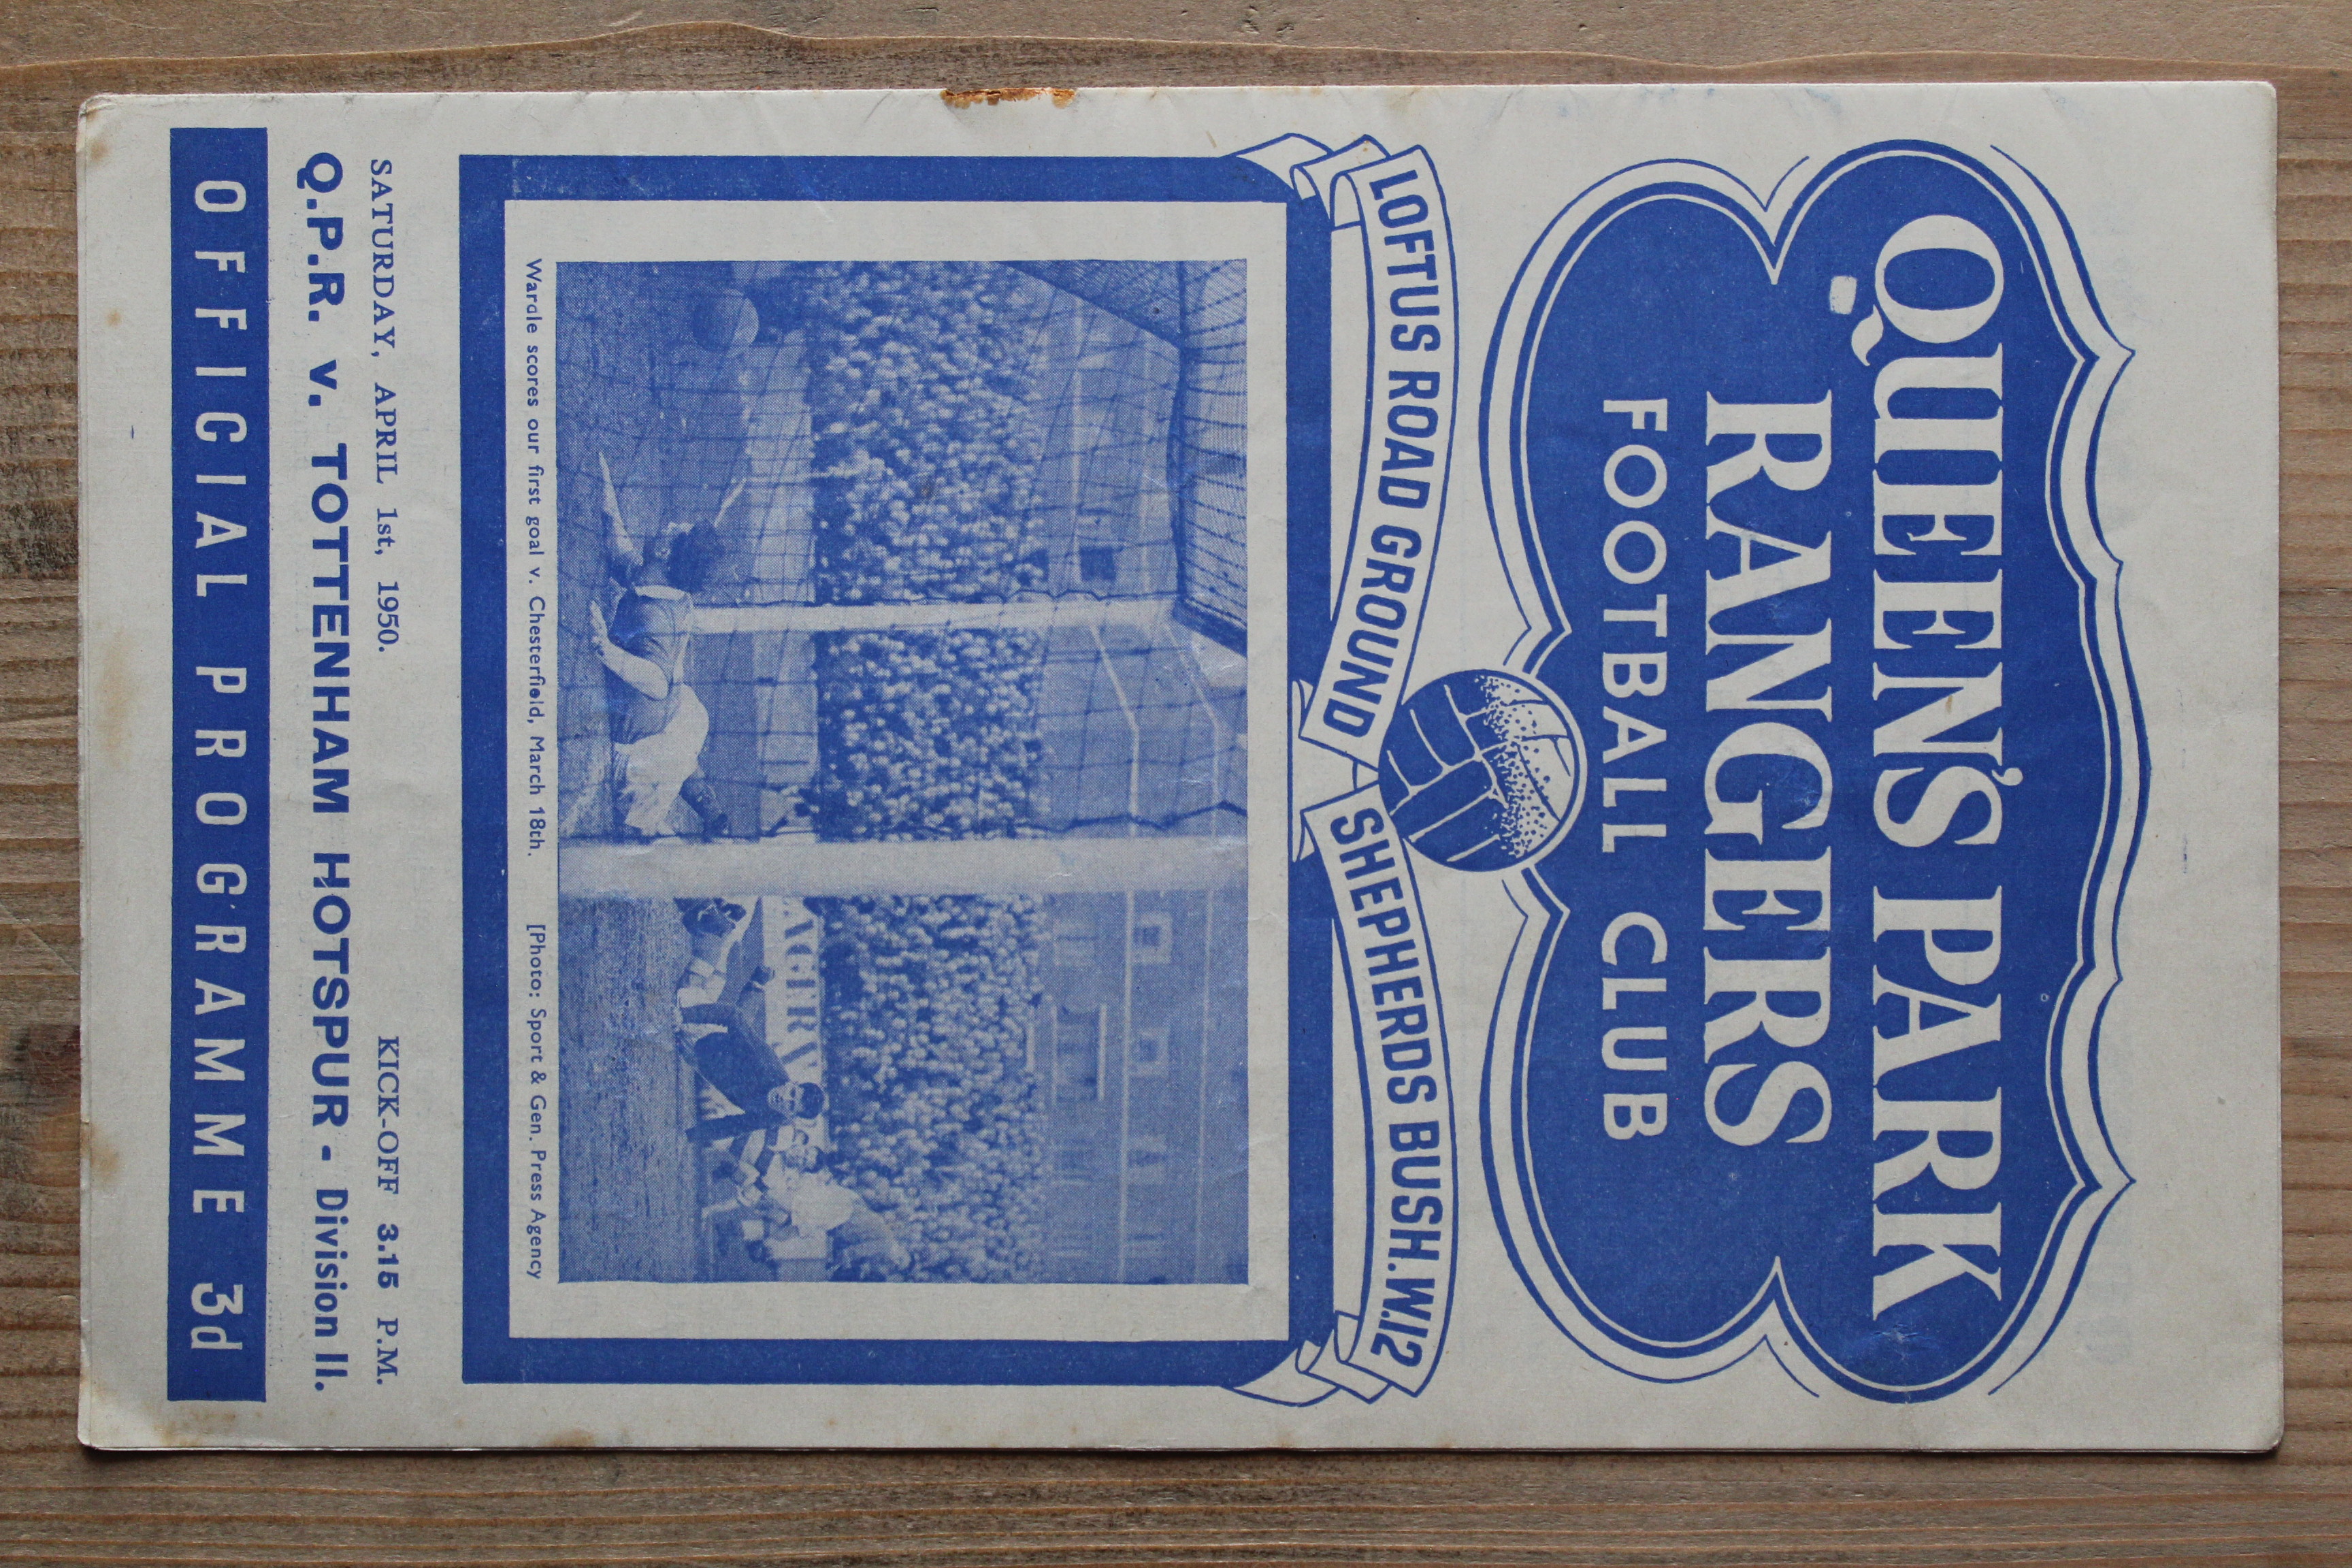 QUEEN'S PARK
RANGERS
FOOTBALL CLUB
LOFTUS ROAD GROUND
SHEPHERDS BUSH. W.12
AGERY
Wardle scores our first goal v. Chesterfield, March 18th. [Photo: Sport & Gen. Press Agency
SATURDAY, APRIL 1st, 1950. KICK-OFF 3.15 P.M.
Q.P.R. v. TOTTENHAM HOTSPUR - Division II.
OFFICIAL PROGRAMME 3d